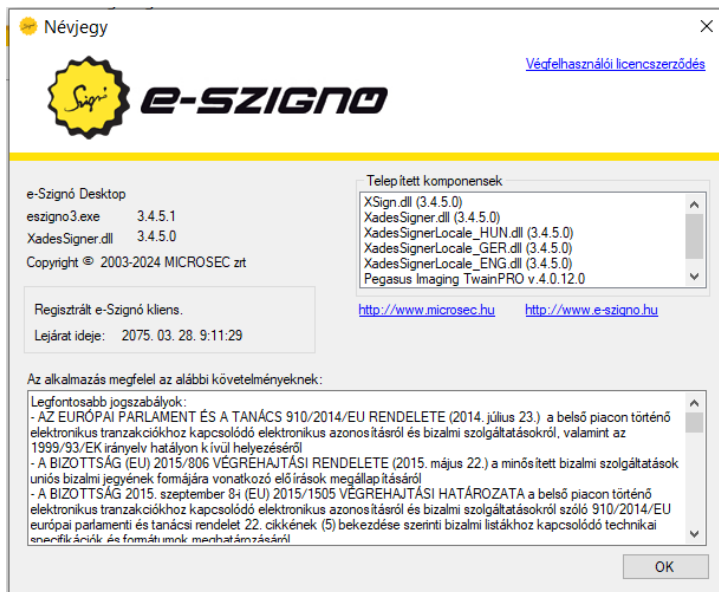 Névjegy
Végfelhasználói licencszerződés
Szignó
e-SZIGNO
e-Szignó Desktop
eszigno3.exe 3.4.5.1
XadesSigner.dll 3.4.5.0
Copyright © 2003-2024 MICROSEC zrt
Telepített komponensek
XSign.dll (3.4.5.0)
XadesSigner.dll (3.4.5.0)
XadesSignerLocale_HUN.dll (3.4.5.0)
XadesSignerLocale_GER.dll (3.4.5.0)
XadesSignerLocale_ENG.dll (3.4.5.0)
Pegasus Imaging TwainPRO v.4.0.12.0
Regisztrált e-Szignó kliens.
Lejárat ideje: 2075. 03. 28. 9:11:29
http://www.microsec.hu http://www.e-szigno.hu
Az alkalmazás megfelel az alábbi követelményeknek:
Legfontosabb jogszabályok:
- AZ EURÓPAI PARLAMENT ÉS A TANÁCS 910/2014/EU RENDELETE (2014. július 23.) a belső piacon történő
elektronikus tranzakciókhoz kapcsolódó elektronikus azonosításról és bizalmi szolgáltatásokról, valamint az
1999/93/EK irányelv hatályon kívül helyezéséről
- A BIZOTTSÁG (EU) 2015/806 VÉGREHAJTÁSI RENDELETE (2015. május 22.) a minősített bizalmi szolgáltatások
uniós bizalmi jegyének formájára vonatkozó előírások megállapításáról
- A BIZOTTSÁG 2015. szeptember 8-i (EU) 2015/1505 VÉGREHAJTÁSI HATÁROZATA a belső piacon történő
elektronikus tranzakciókhoz kapcsolódó elektronikus azonosításról és bizalmi szolgáltatásokról szóló 910/2014/EU
európai parlamenti és tanácsi rendelet 22. cikkének (5) bekezdése szerinti bizalmi listákhoz kapcsolódó technikai
specifikációk és formátumok meghatározásáról
OK